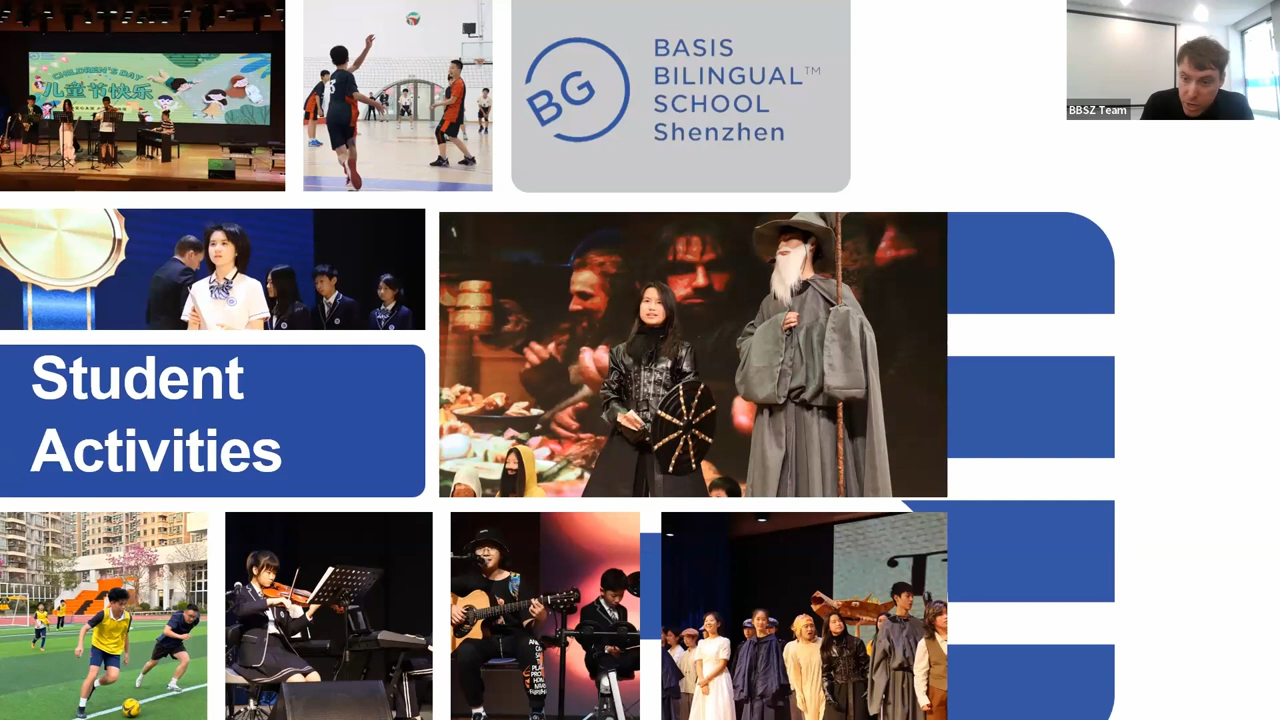 CHILDREN'S DAY
儿童节快乐
BG
BASIS
BILINGUAL™
SCHOOL
Shenzhen
BBSZ Team
Student
Activities